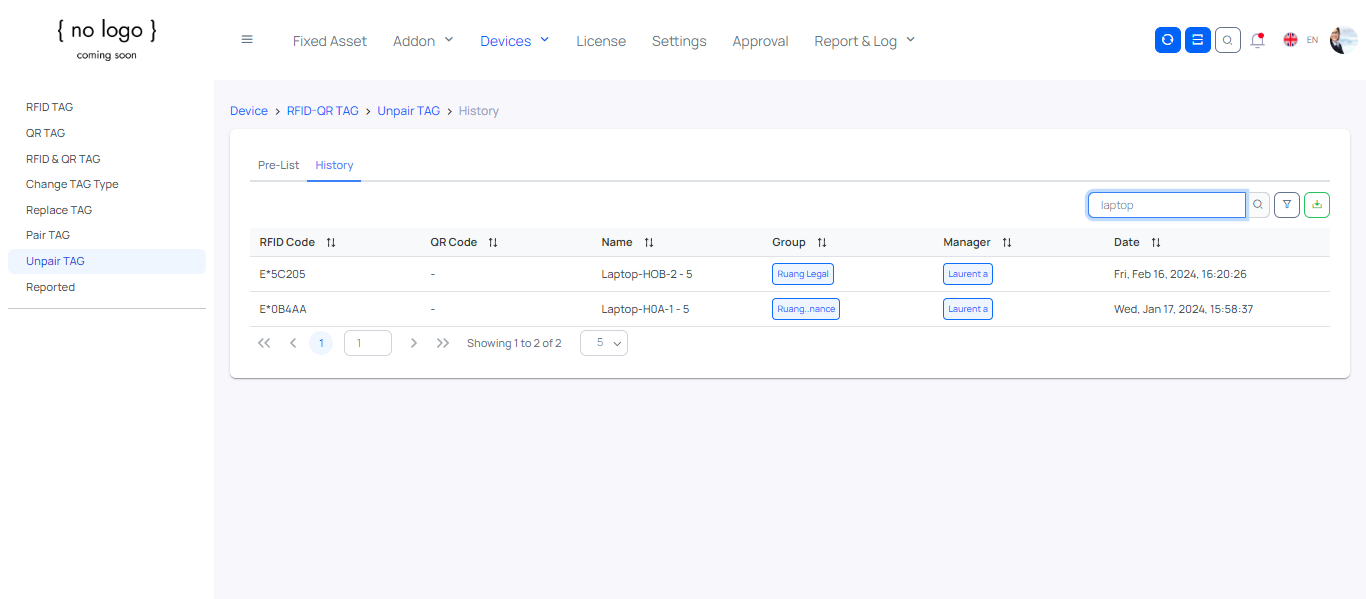 { no logo }
coming soon
Fixed Asset Addon Devices License Settings Approval Report & Log EN
RFID TAG
QR TAG
RFID & QR TAG
Change TAG Type
Replace TAG
Pair TAG
Unpair TAG
Reported
Device > RFID-QR TAG > Unpair TAG > History
Pre-List History
laptop
RFID Code QR Code Name Group Manager Date
E*5C205 - Laptop-HOB-2 - 5 Ruang Legal Laurent a Fri, Feb 16, 2024, 16:20:26
E*0B4AA - Laptop-H0A-1 - 5 Ruang..nance Laurent a Wed, Jan 17, 2024, 15:58:37
1 1 Showing 1 to 2 of 2 5